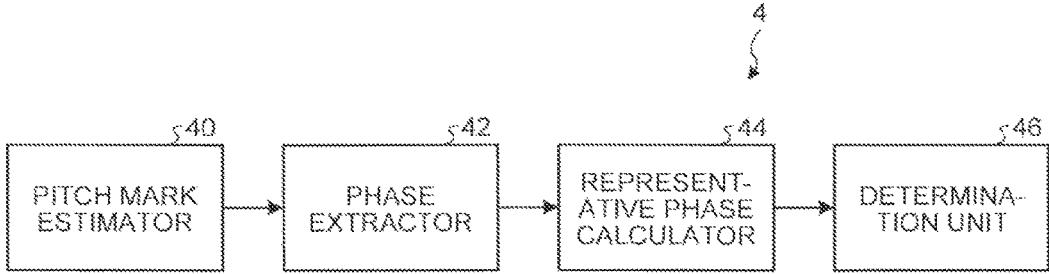 4
40
42
44
46
PITCH MARK
ESTIMATOR
PHASE
EXTRACTOR
REPRESENT-
ATIVE PHASE
CALCULATOR
DETERMINA-
TION UNIT